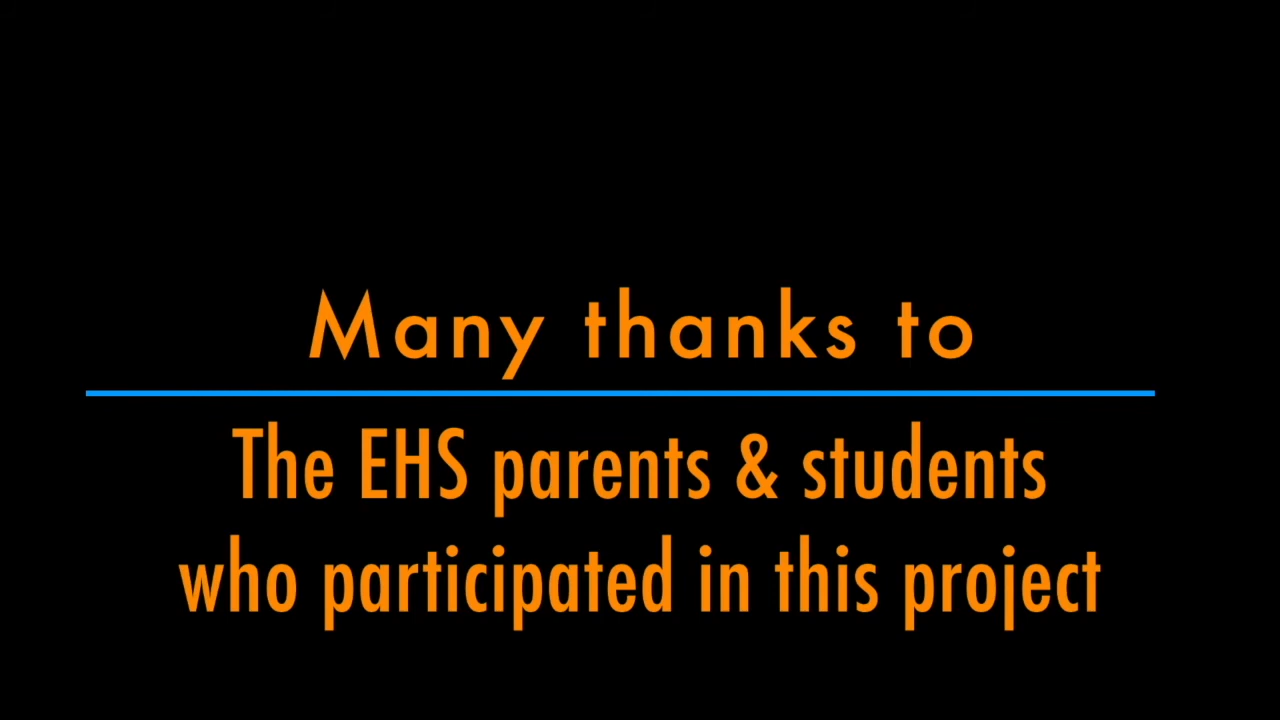 Many thanks to
The EHS parents & students
who participated in this project